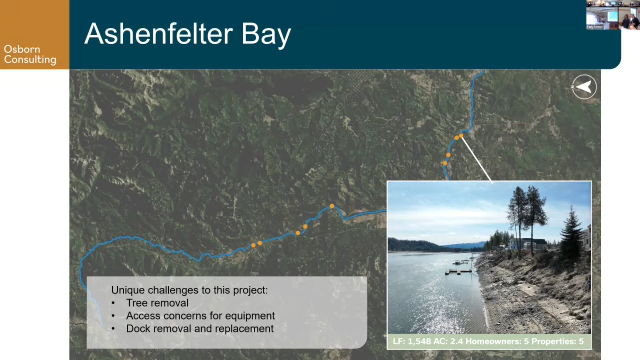 Osborn
Consulting
Ashenfelter Bay
Unique challenges to this project:
• Tree removal
• Access concerns for equipment
• Dock removal and replacement
LF: 1,548 AC: 2.4 Homeowners: 5 Properties: 5